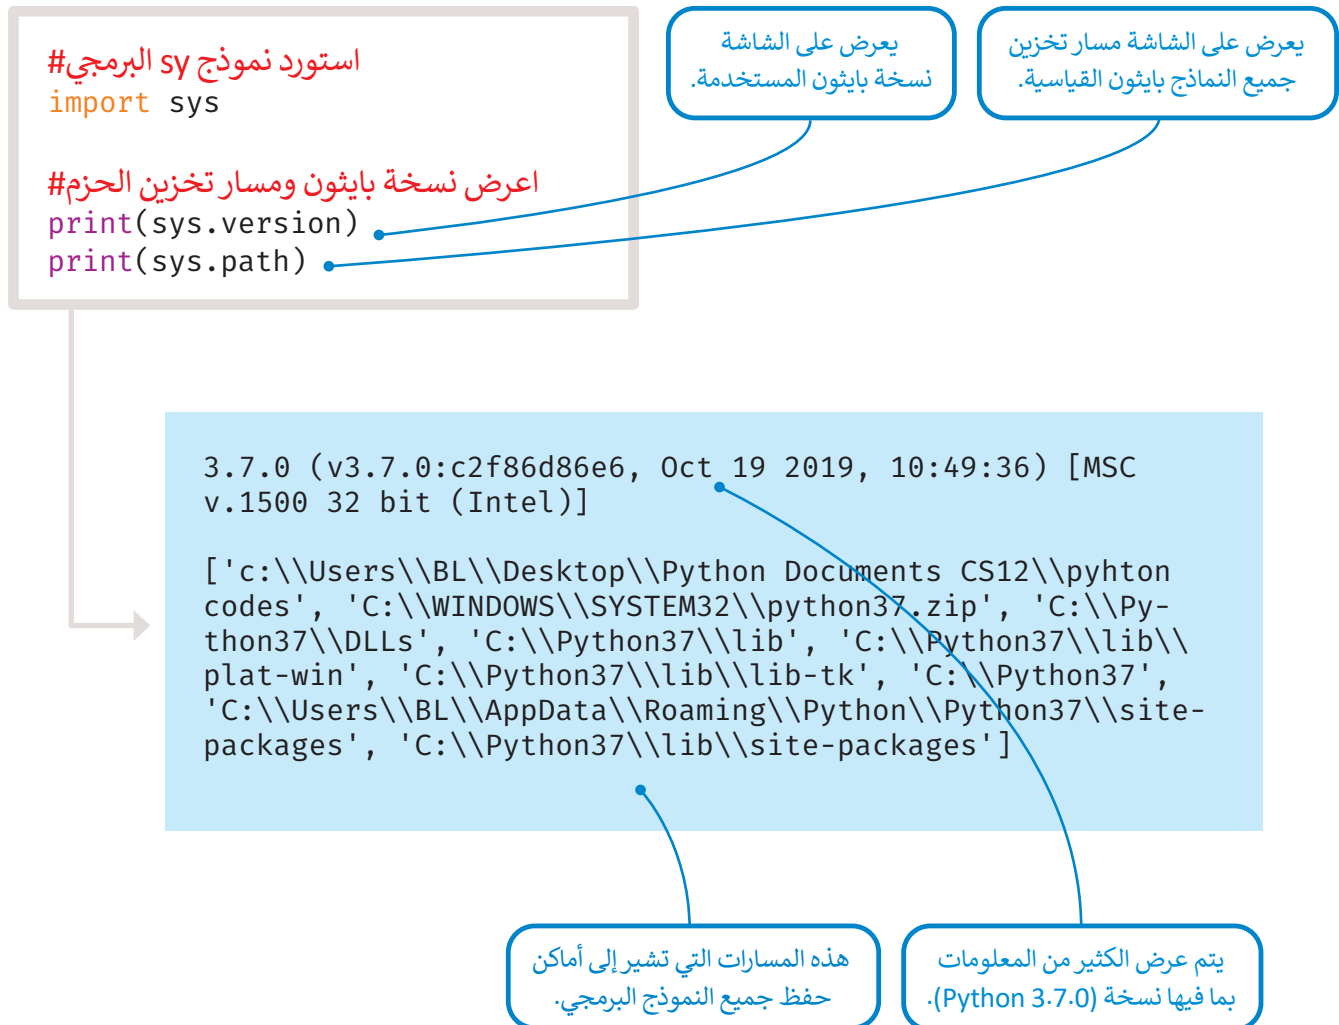 #استورد نموذج sy البرمجي
import sys
#اعرض نسخة بايثون ومسار تخزين الحزم
print(sys.version)
print(sys.path)
يعرض على الشاشة
نسخة بايثون المستخدمة.
يعرض على الشاشة مسار تخزين
جميع النماذج بايثون القياسية.
3.7.0 (v3.7.0:c2f86d86e6, Oct 19 2019, 10:49:36) [MSC
v.1500 32 bit (Intel)]
['c:\\Users\\BL\\Desktop\\Python Documents CS12\\pyhton
codes', 'C:\\WINDOWS\\SYSTEM32\\python37.zip', 'C:\\Py-
thon37\\DLLs', 'C:\\Python37\\lib', 'C:\\Python37\\lib\\
plat-win', 'C:\\Python37\\lib\\lib-tk', 'C:\\Python37',
'C:\\Users\\BL\\AppData\\Roaming\\Python\\Python37\\site-
packages', 'C:\\Python37\\lib\\site-packages']
هذه المسارات التي تشير إلى أماكن
حفظ جميع النموذج البرمجي.
يتم عرض الكثير من المعلومات
بما فيها نسخة (Python 3.7.0).